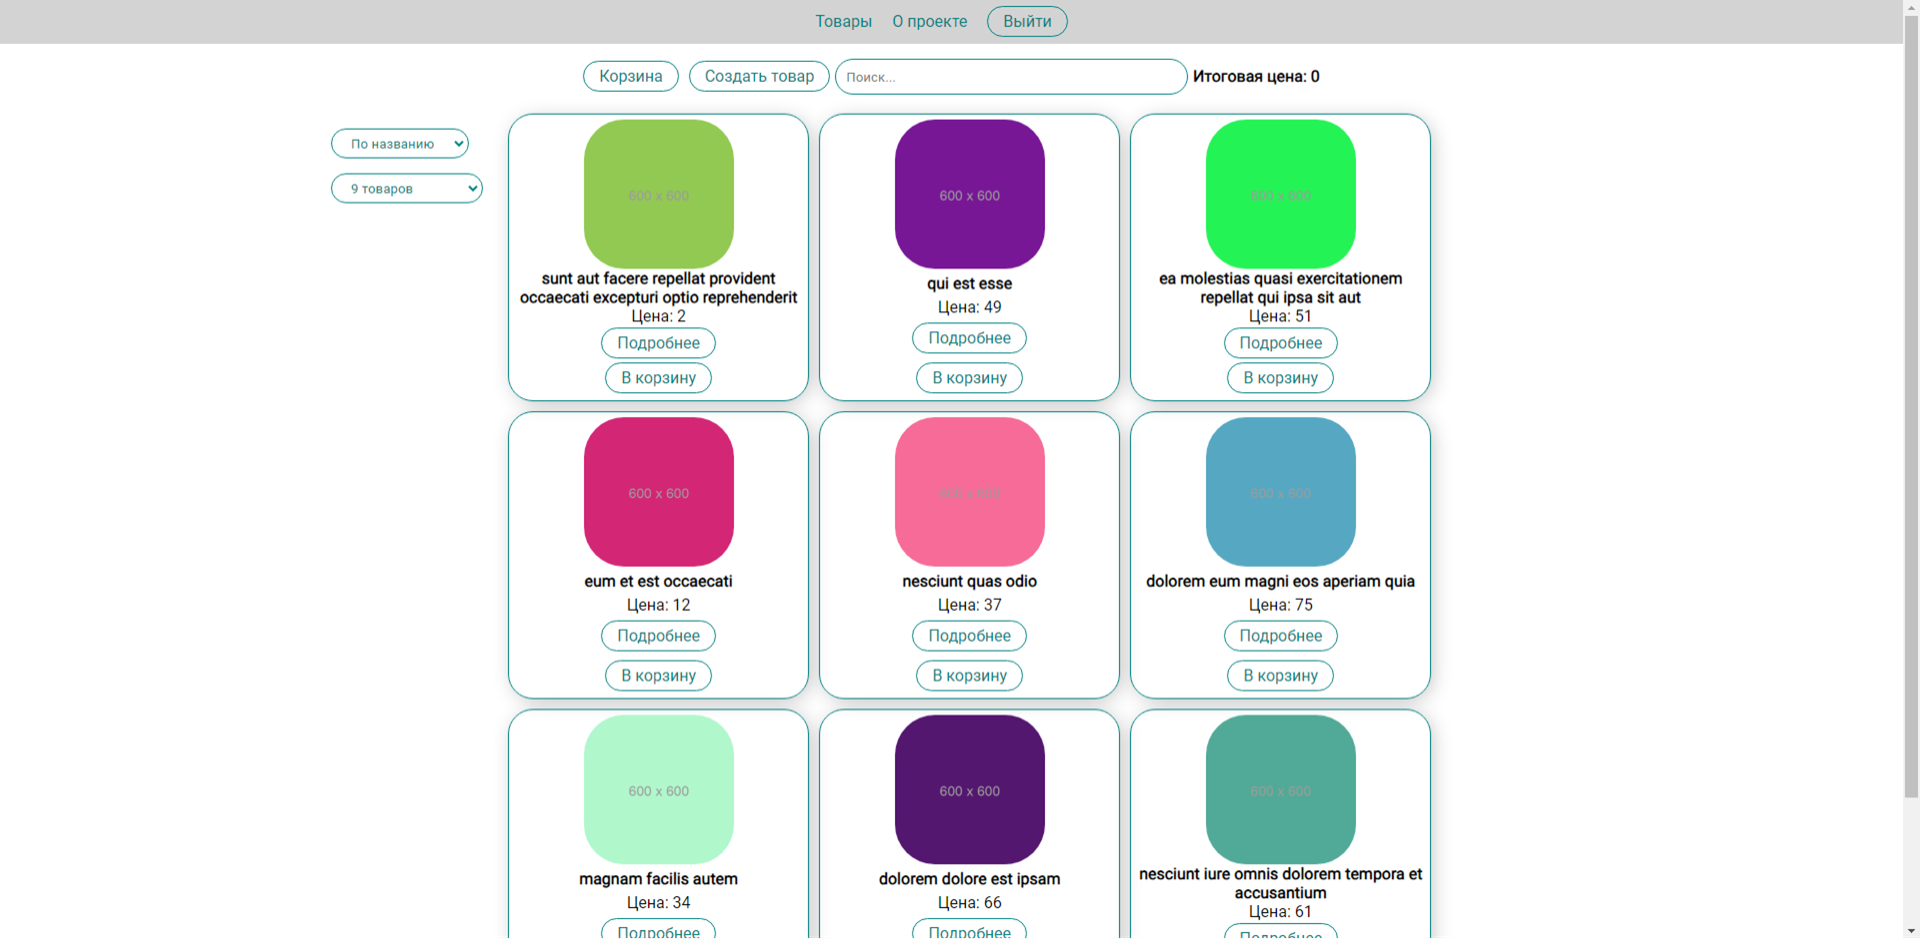 Товары О проекте Выйти
Корзина Создать товар Поиск... Итоговая цена: 0
По названию
9 товаров
600 x 600
sunt aut facere repellat provident
occaecati excepturi optio reprehenderit
Цена: 2
Подробнее
В корзину
600 x 600
qui est esse
Цена: 49
Подробнее
В корзину
600 x 600
ea molestias quasi exercitationem
repellat qui ipsa sit aut
Цена: 51
Подробнее
В корзину
600 x 600
eum et est occaecati
Цена: 12
Подробнее
В корзину
600 x 600
nesciunt quas odio
Цена: 37
Подробнее
В корзину
600 x 600
dolorem eum magni eos aperiam quia
Цена: 75
Подробнее
В корзину
600 x 600
magnam facilis autem
Цена: 34
Подробнее
600 x 600
dolorem dolore est ipsam
Цена: 66
Подробнее
600 x 600
nesciunt iure omnis dolorem tempora et
accusantium
Цена: 61
Подробнее